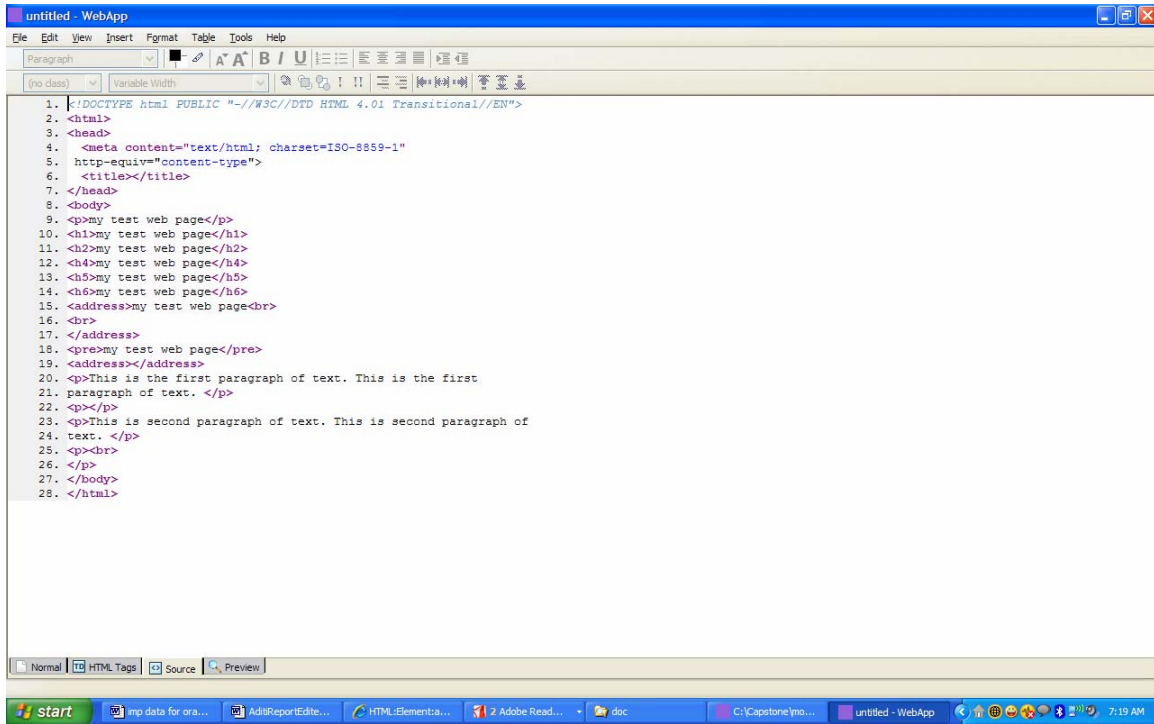 untitled - WebApp
File Edit View Insert Format Table Tools Help
Paragraph A A B I U
(no class) Variable Width ! !!
1. <!DOCTYPE html PUBLIC "-//W3C//DTD HTML 4.01 Transitional//EN">
2. <html>
3. <head>
4. <meta content="text/html; charset=ISO-8859-1"
5. http-equiv="content-type">
6. <title></title>
7. </head>
8. <body>
9. <p>my test web page</p>
10. <h1>my test web page</h1>
11. <h2>my test web page</h2>
12. <h4>my test web page</h4>
13. <h5>my test web page</h5>
14. <h6>my test web page</h6>
15. <address>my test web page<br>
16. <br>
17. </address>
18. <pre>my test web page</pre>
19. <address></address>
20. <p>This is the first paragraph of text. This is the first
21. paragraph of text. </p>
22. <p></p>
23. <p>This is second paragraph of text. This is second paragraph of
24. text. </p>
25. <p><br>
26. </p>
27. </body>
28. </html>
Normal TD HTML Tags Source Preview
start imp data for ora... AditiReportEdite... HTML:Element:a... 2 Adobe Read... doc C:\Capstone\mo... untitled - WebApp 7:19 AM